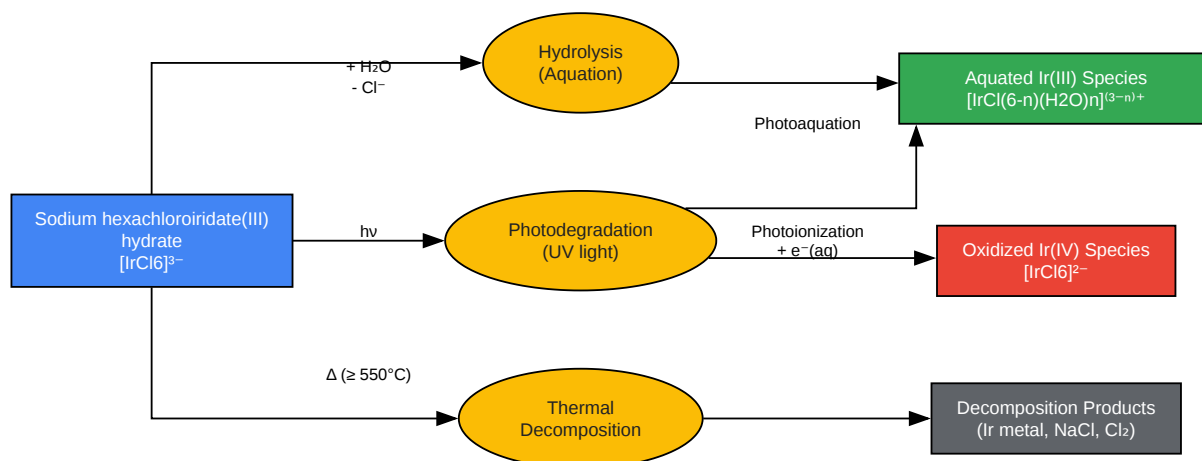 Hydrolysis
(Aquation)
+ H₂O
- Cl⁻
Aquated Ir(III) Species
[IrCl(6-n)(H2O)n]⁽³⁻ⁿ⁾⁺
Photoaquation
Sodium hexachloroiridate(III)
hydrate
[IrCl6]³⁻
hν
Photodegradation
(UV light)
Photoionization
+ e⁻(aq)
Oxidized Ir(IV) Species
[IrCl6]²⁻
Δ (≥ 550°C)
Thermal
Decomposition
Decomposition Products
(Ir metal, NaCl, Cl₂)